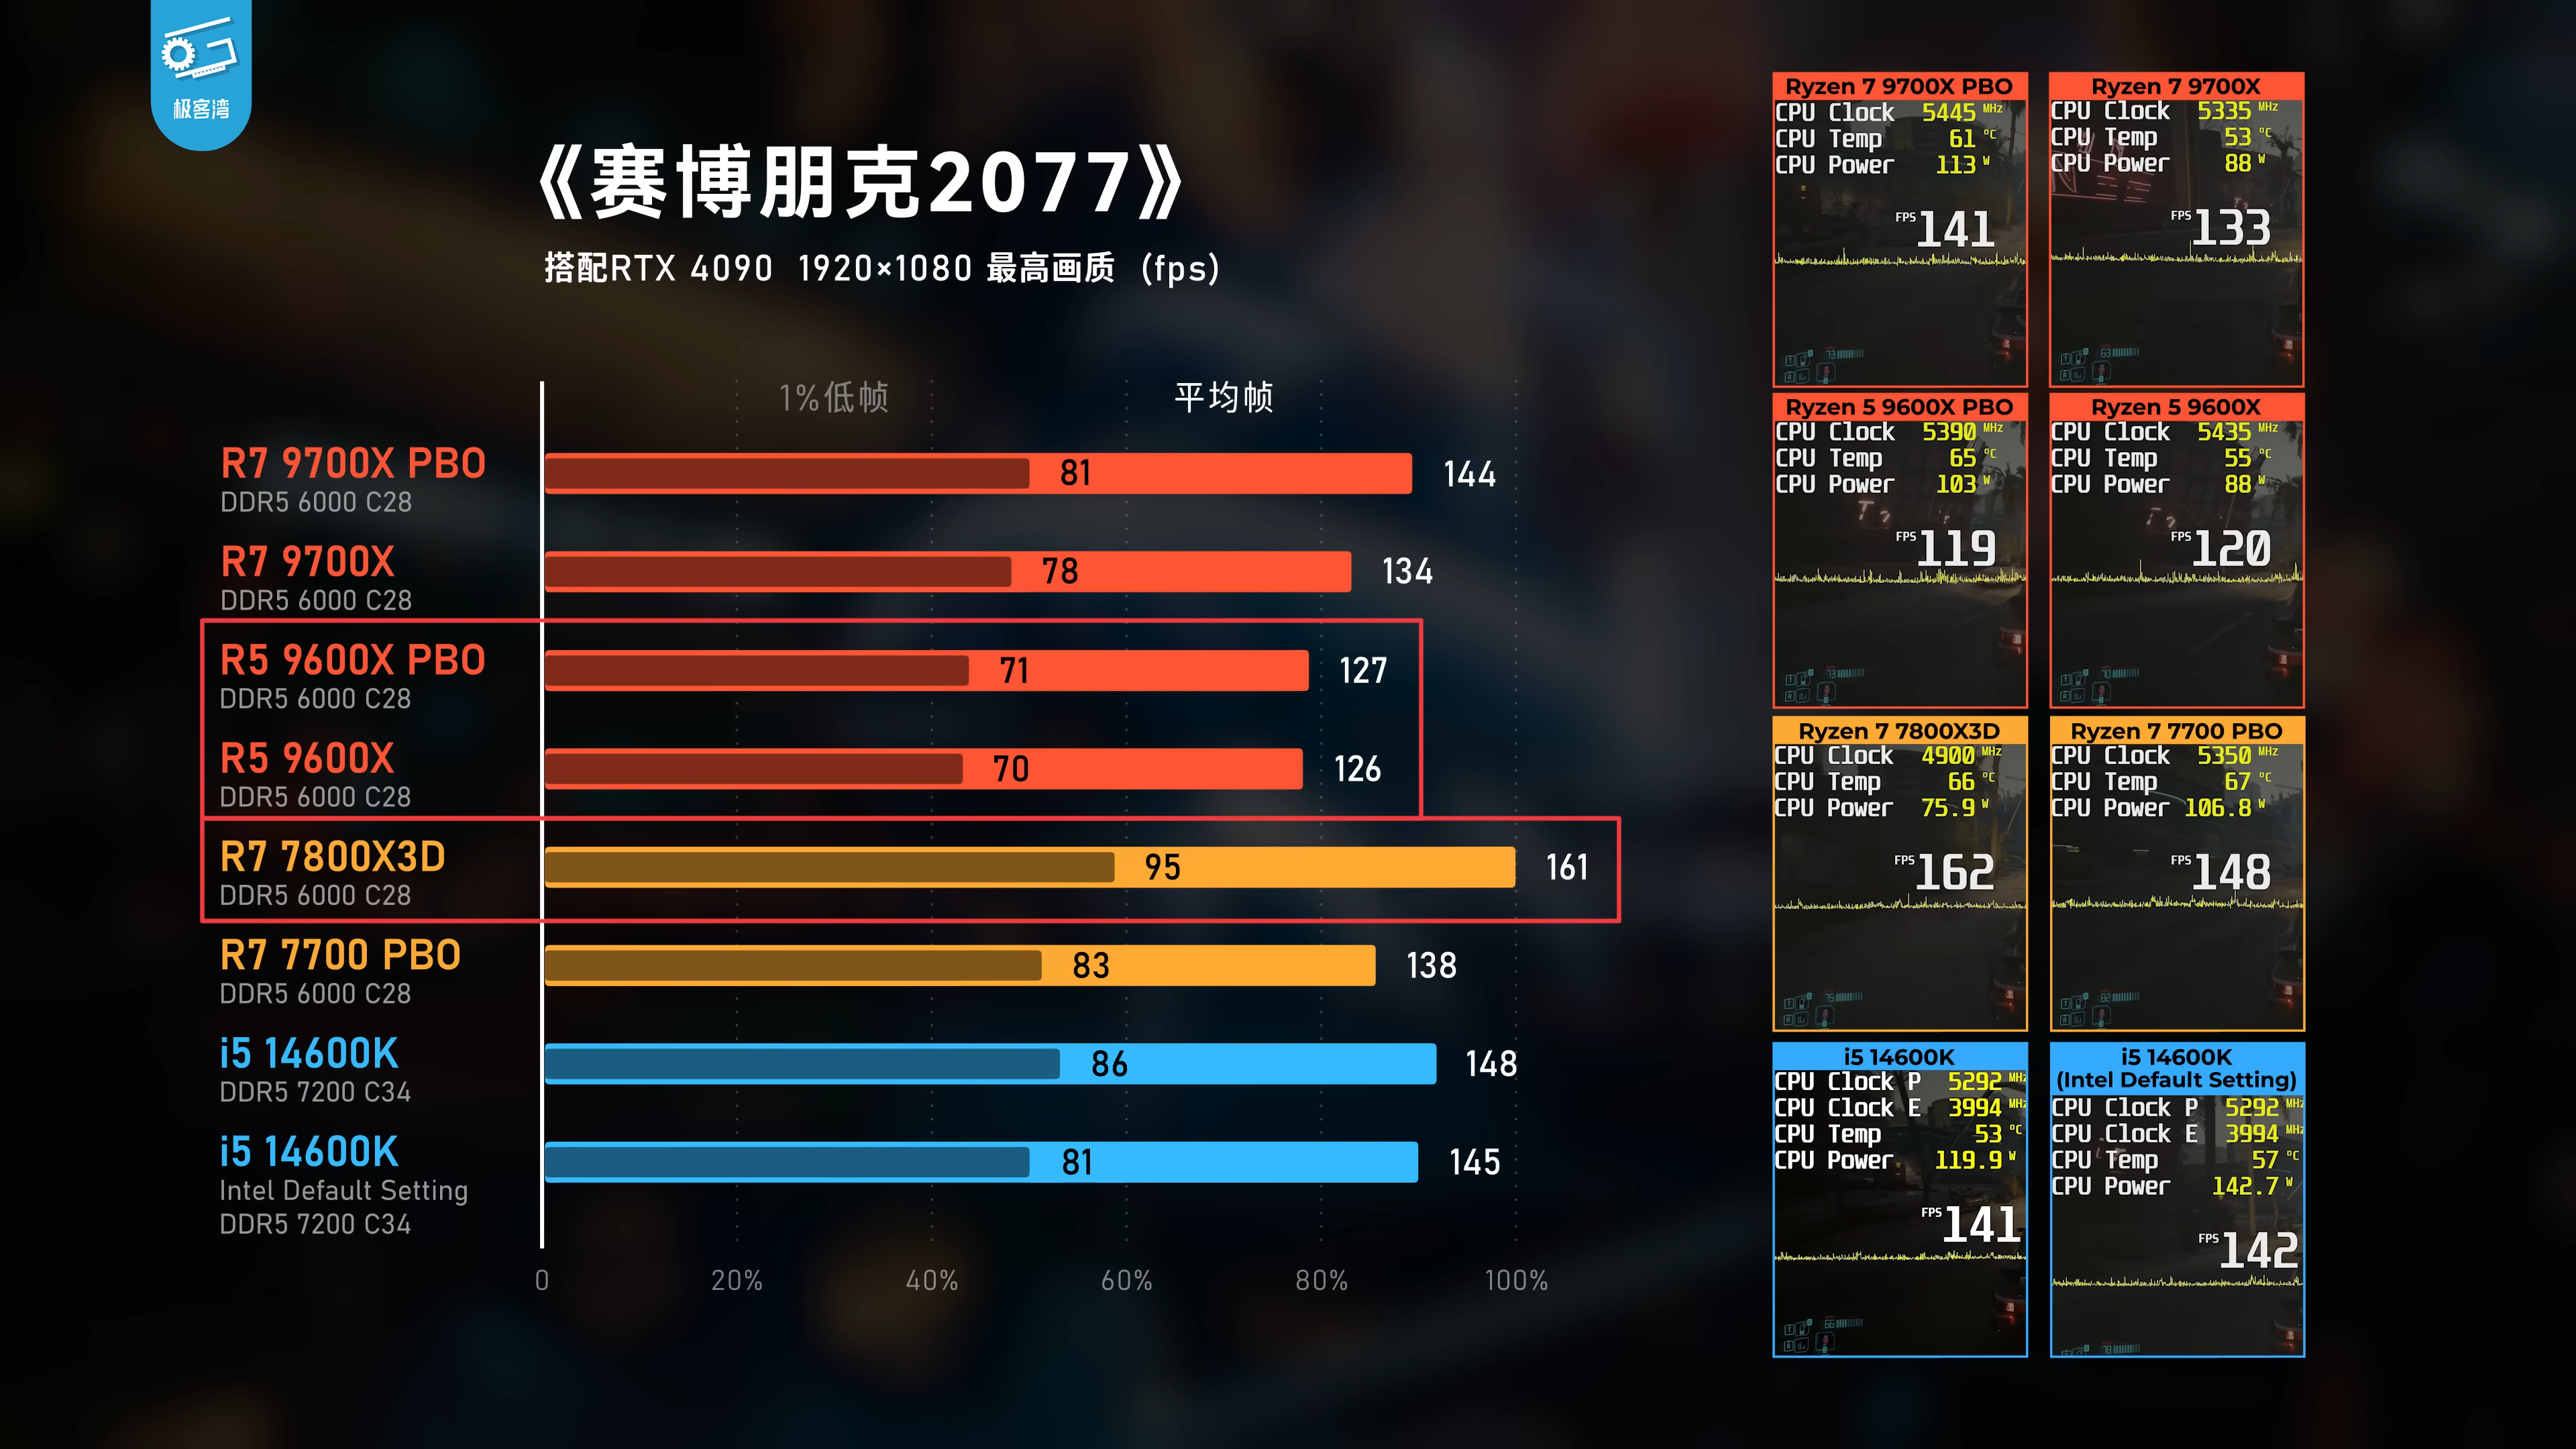 极客湾
《赛博朋克2077》
搭配RTX 4090 1920×1080 最高画质 (fps)
1%低帧 平均帧
R7 9700X PBO
DDR5 6000 C28
81 144
R7 9700X
DDR5 6000 C28
78 134
R5 9600X PBO
DDR5 6000 C28
71 127
R5 9600X
DDR5 6000 C28
70 126
R7 7800X3D
DDR5 6000 C28
95 161
R7 7700 PBO
DDR5 6000 C28
83 138
i5 14600K
DDR5 7200 C34
86 148
i5 14600K
Intel Default Setting
DDR5 7200 C34
81 145
0 20% 40% 60% 80% 100%
Ryzen 7 9700X PBO
CPU Clock 5445 MHz
CPU Temp 61 °C
CPU Power 113 W
FPS 141
73
Ryzen 7 9700X
CPU Clock 5335 MHz
CPU Temp 53 °C
CPU Power 88 W
FPS 133
63
Ryzen 5 9600X PBO
CPU Clock 5390 MHz
CPU Temp 65 °C
CPU Power 103 W
FPS 119
73
Ryzen 5 9600X
CPU Clock 5435 MHz
CPU Temp 55 °C
CPU Power 88 W
FPS 120
70
Ryzen 7 7800X3D
CPU Clock 4900 MHz
CPU Temp 66 °C
CPU Power 75.9 W
FPS 162
75
Ryzen 7 7700 PBO
CPU Clock 5350 MHz
CPU Temp 67 °C
CPU Power 106.8 W
FPS 148
82
i5 14600K
CPU Clock P 5292 MHz
CPU Clock E 3994 MHz
CPU Temp 53 °C
CPU Power 119.9 W
FPS 141
66
i5 14600K
(Intel Default Setting)
CPU Clock P 5292 MHz
CPU Clock E 3994 MHz
CPU Temp 57 °C
CPU Power 142.7 W
FPS 142